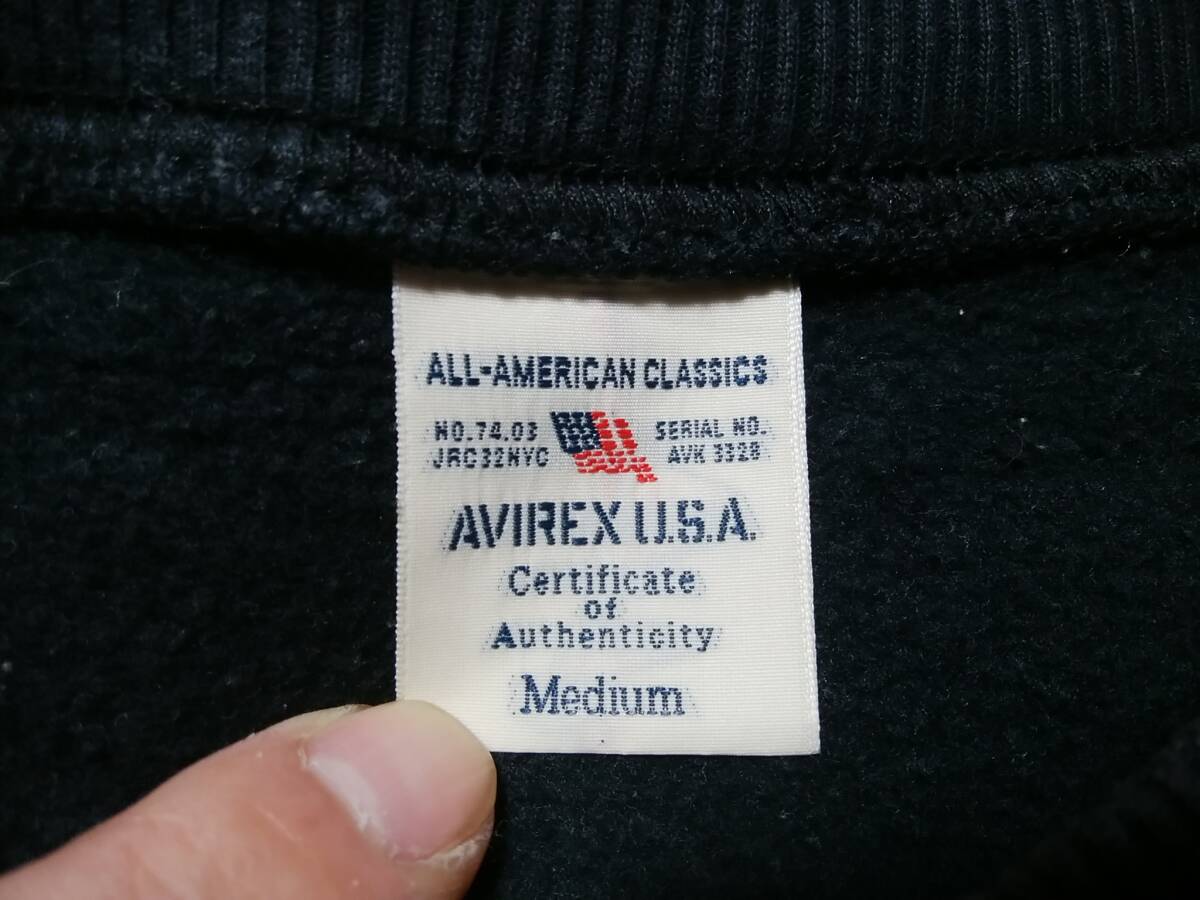 ALL-AMERICAN CLASSICS
NO.74.03
JRC32NYC
SERIAL NO.
AVK 3328
AVIREX U.S.A.
Certificate
of
Authenticity
Medium